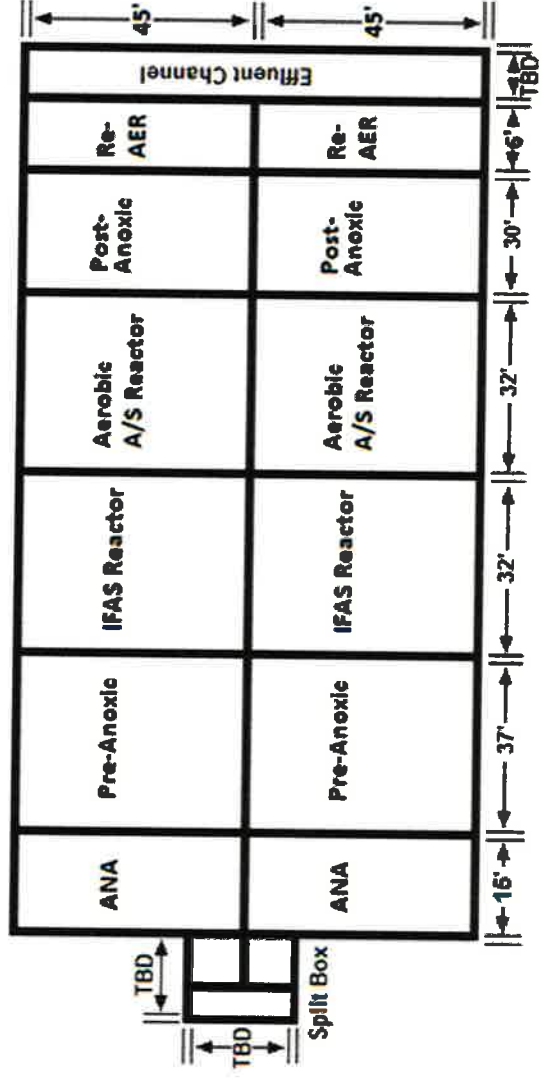 45'
45'
Effluent Channel
TBD
Re-
AER
Re-
AER
6'
Post-
Anoxic
Post-
Anoxic
30'
Aerobic
A/S Reactor
Aerobic
A/S Reactor
32'
IFAS Reactor
IFAS Reactor
32'
Pre-Anoxic
Pre-Anoxic
37'
ANA
ANA
TBD
TBD
Split Box